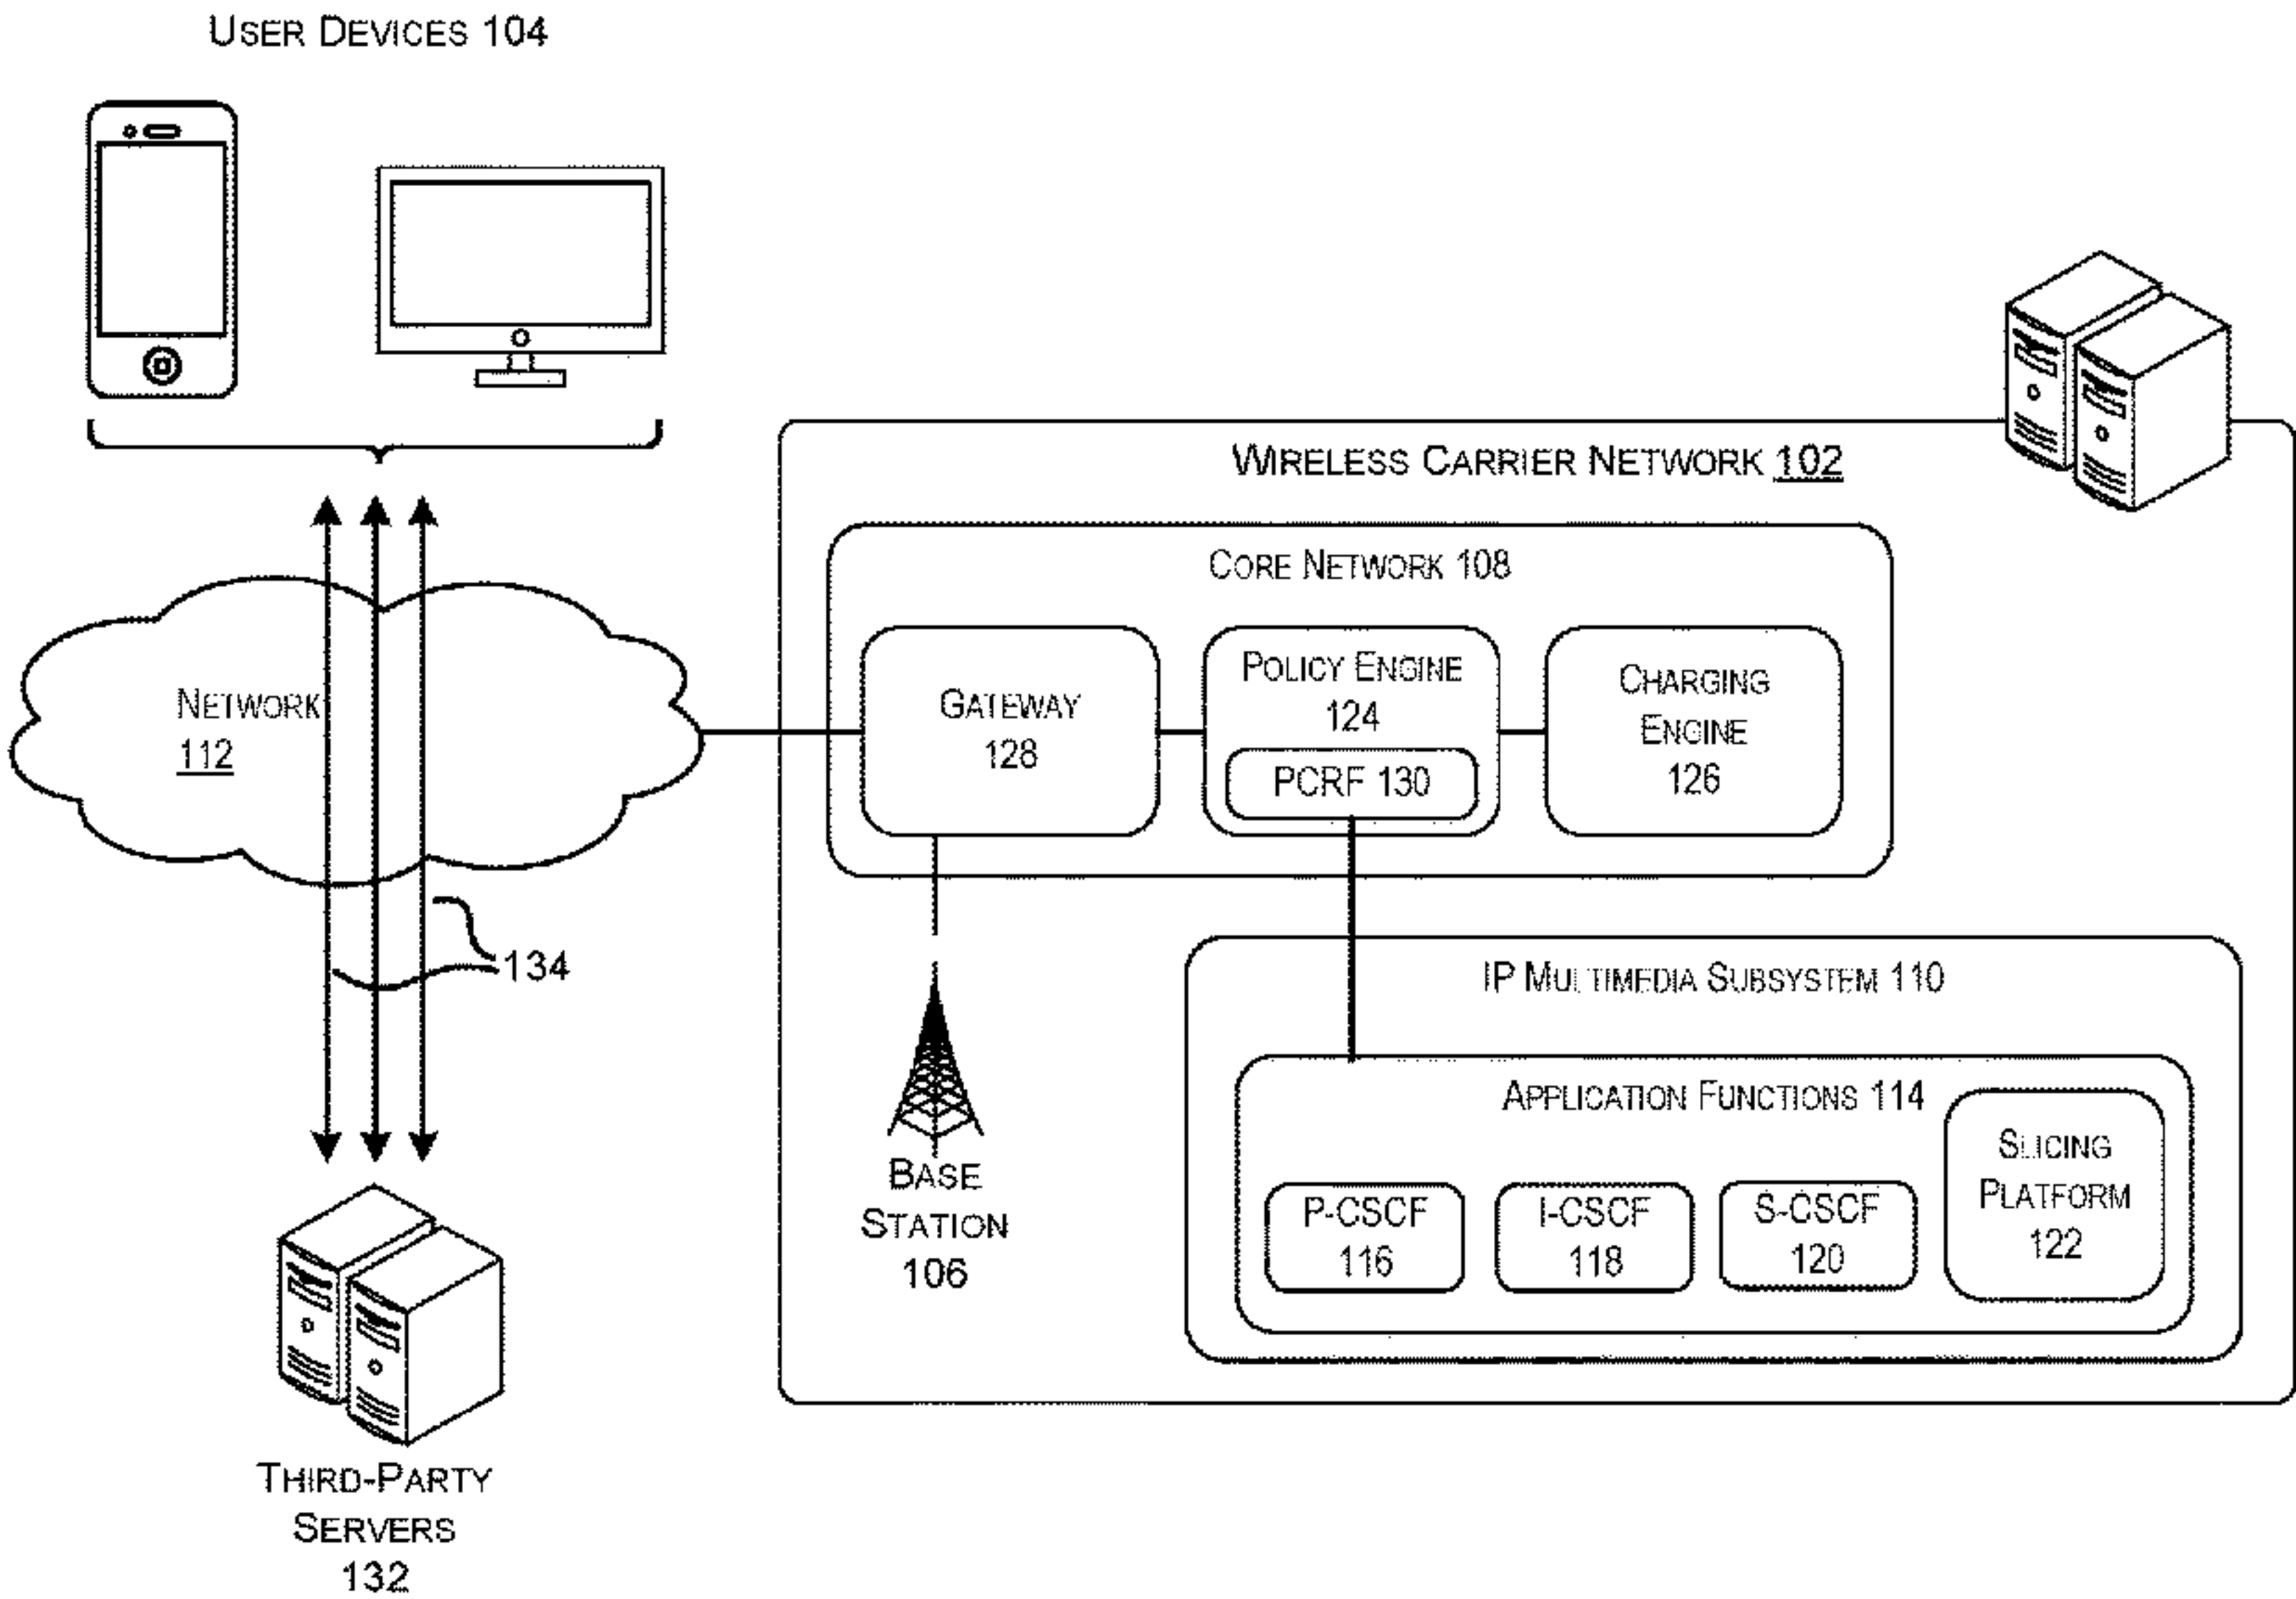 USER DEVICES 104
WIRELESS CARRIER NETWORK 102
CORE NETWORK 108
GATEWAY
128
POLICY ENGINE
124
PCRF 130
CHARGING
ENGINE
126
NETWORK
112
134
IP MULTIMEDIA SUBSYSTEM 110
APPLICATION FUNCTIONS 114
P-CSCF
116
I-CSCF
118
S-CSCF
120
SLICING
PLATFORM
122
BASE
STATION
106
THIRD-PARTY
SERVERS
132